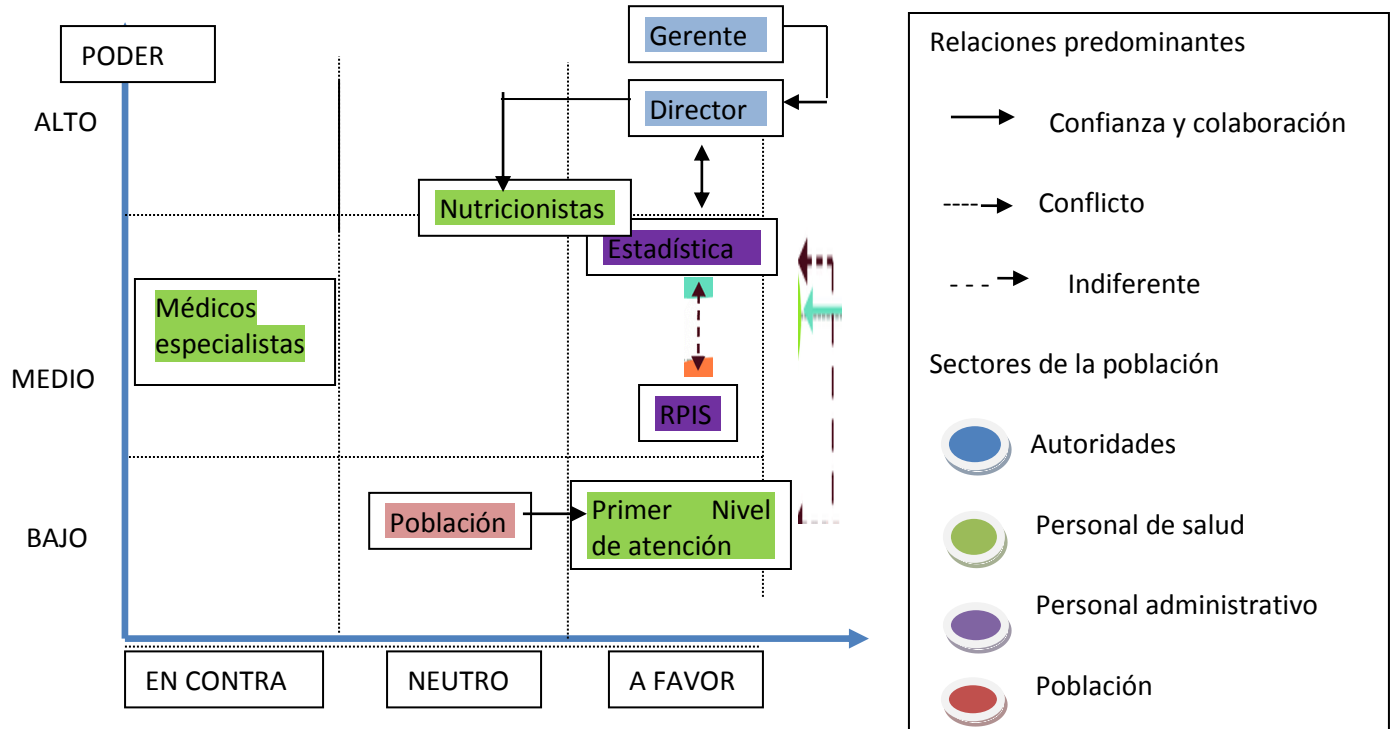 PODER
Gerente
Director
ALTO
Nutricionistas
Estadística
Médicos
especialistas
MEDIO
RPIS
Población
Primer Nivel
de atención
BAJO
EN CONTRA
NEUTRO
A FAVOR
Relaciones predominantes
Confianza y colaboración
Conflicto
Indiferente
Sectores de la población
Autoridades
Personal de salud
Personal administrativo
Población